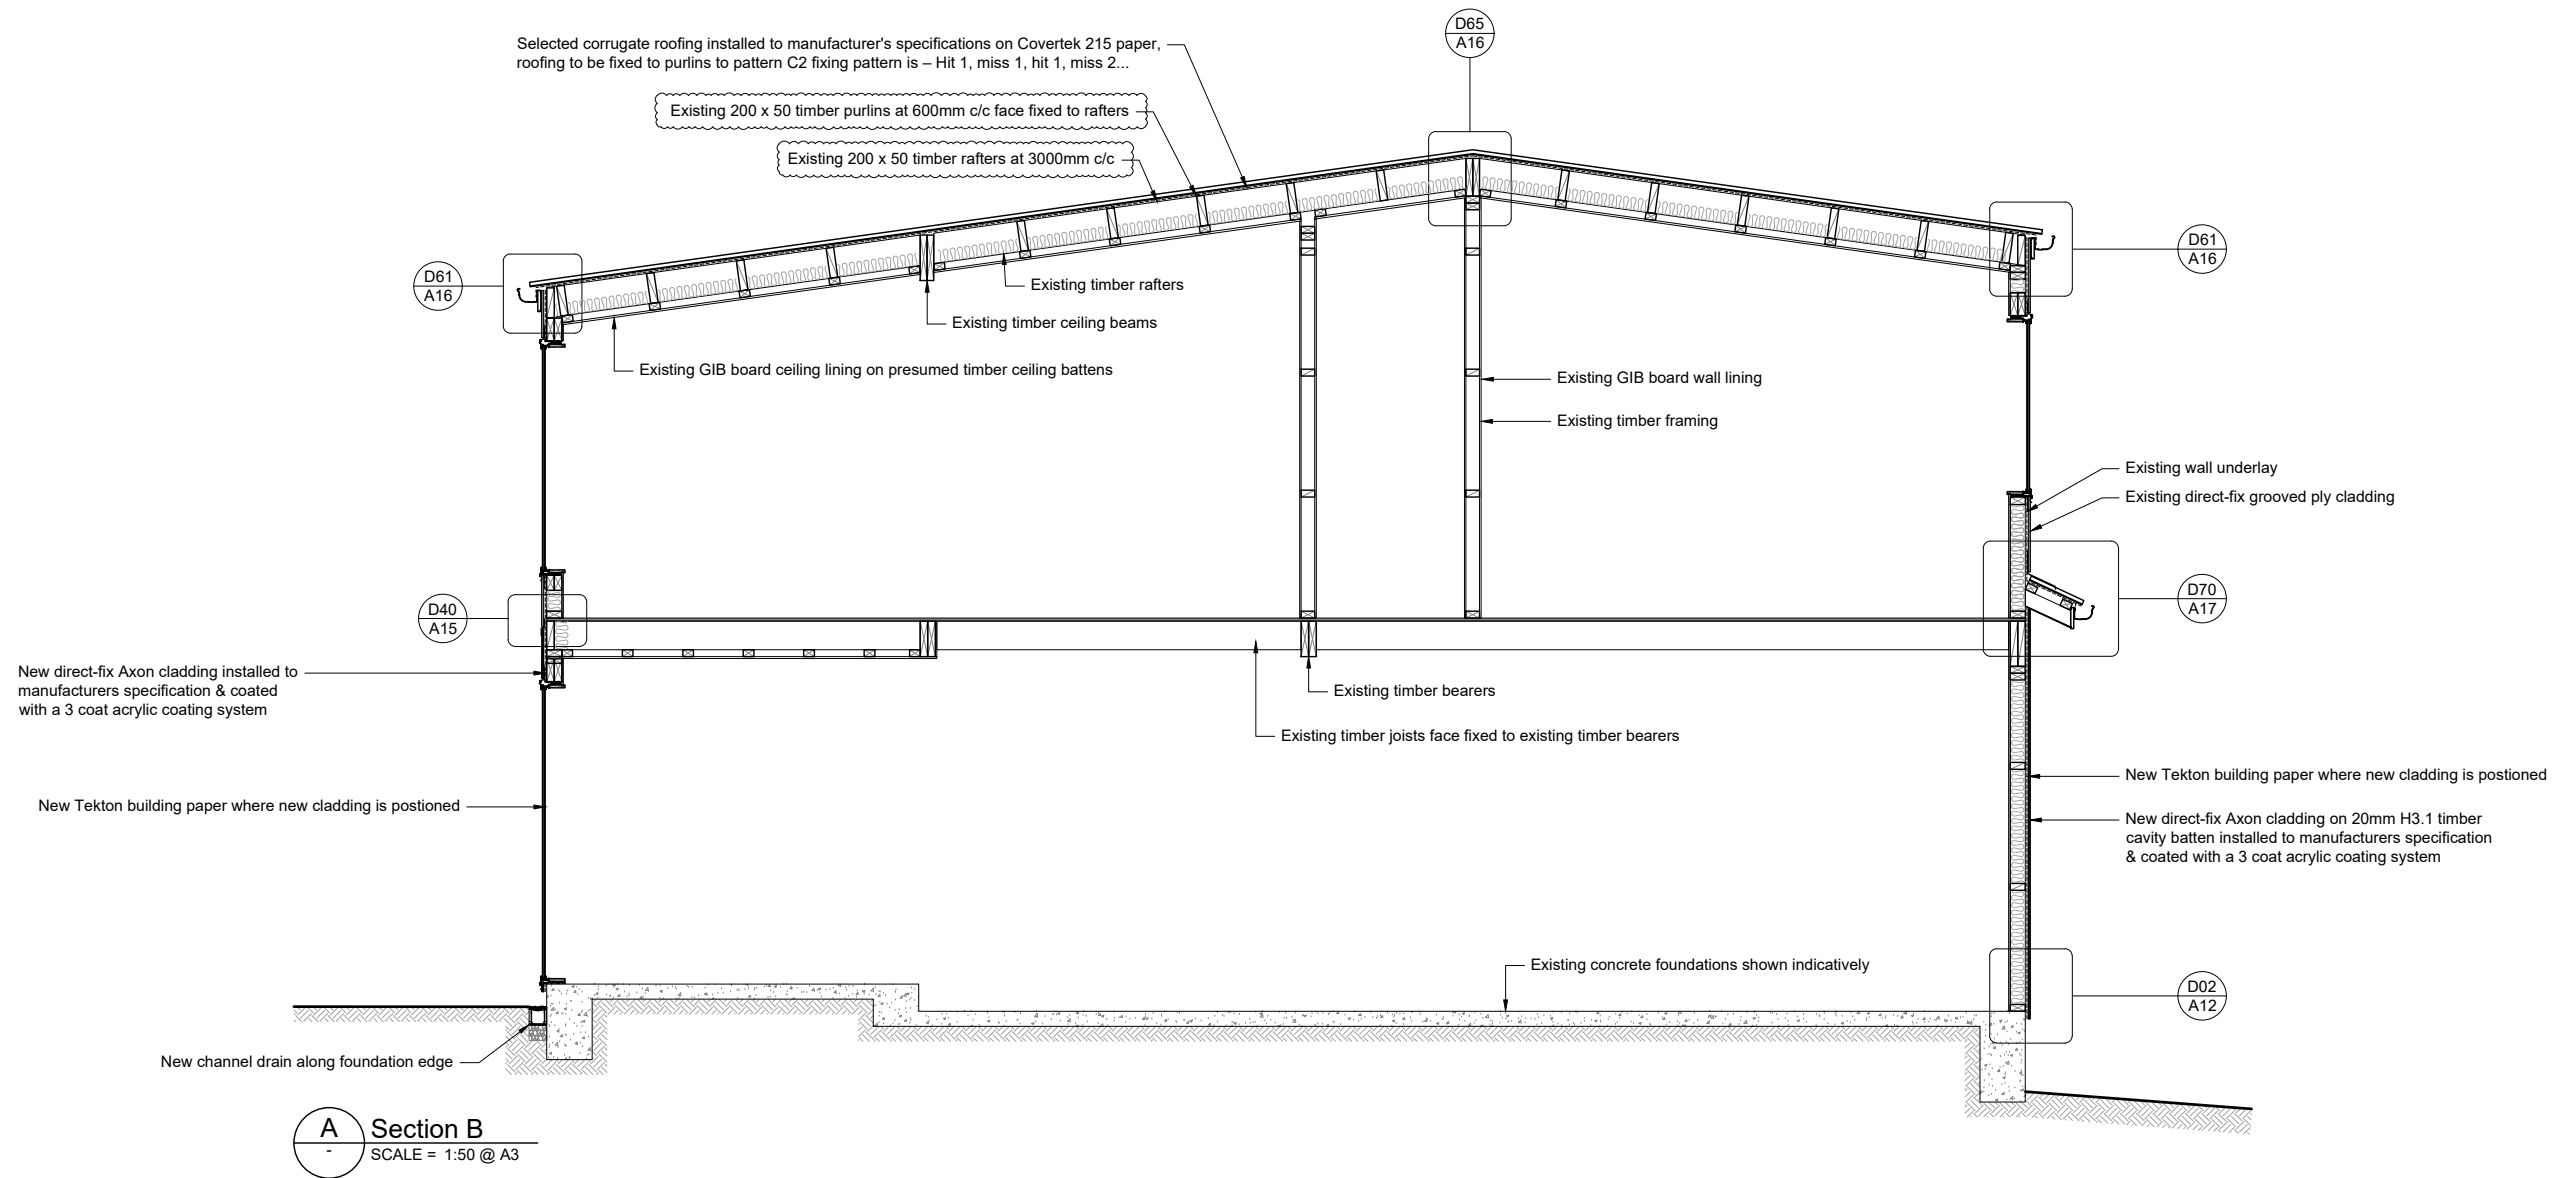 D65
A16
Selected corrugate roofing installed to manufacturer's specifications on Covertek 215 paper,
roofing to be fixed to purlins to pattern C2 fixing pattern is – Hit 1, miss 1, hit 1, miss 2...
Existing 200 x 50 timber purlins at 600mm c/c face fixed to rafters
Existing 200 x 50 timber rafters at 3000mm c/c
D61
A16
D61
A16
Existing timber rafters
Existing timber ceiling beams
Existing GIB board ceiling lining on presumed timber ceiling battens
Existing GIB board wall lining
Existing timber framing
Existing wall underlay
Existing direct-fix grooved ply cladding
D40
A15
D70
A17
New direct-fix Axon cladding installed to
manufacturers specification & coated
with a 3 coat acrylic coating system
Existing timber bearers
Existing timber joists face fixed to existing timber bearers
New Tekton building paper where new cladding is postioned
New Tekton building paper where new cladding is postioned
New direct-fix Axon cladding on 20mm H3.1 timber
cavity batten installed to manufacturers specification
& coated with a 3 coat acrylic coating system
Existing concrete foundations shown indicatively
D02
A12
New channel drain along foundation edge
A
-
Section B
SCALE = 1:50 @ A3